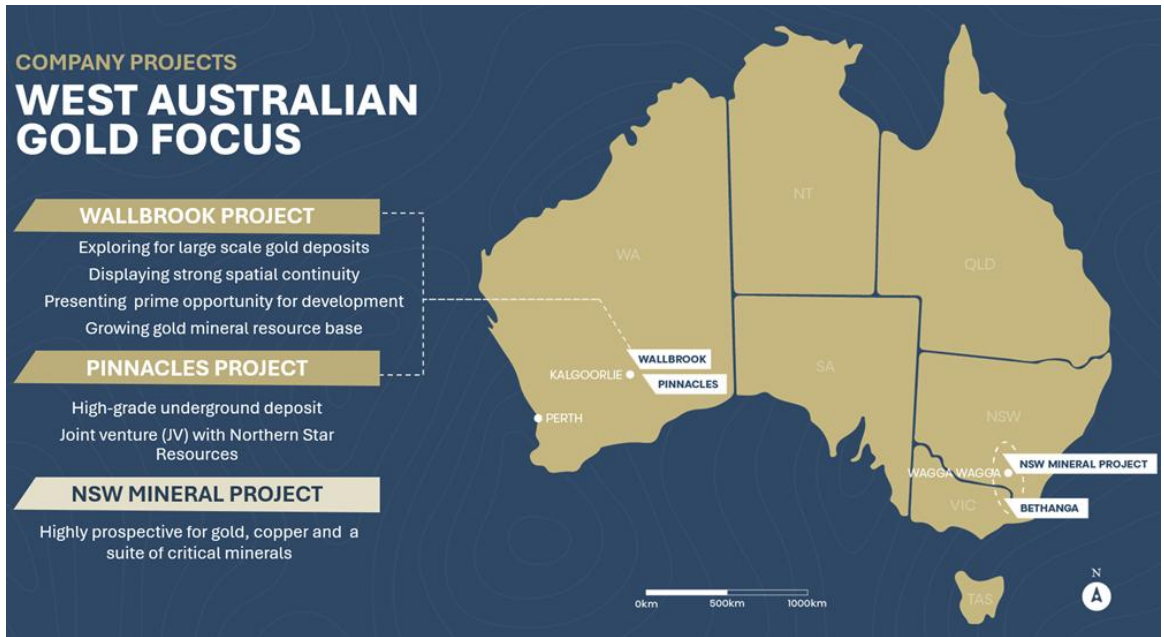 COMPANY PROJECTS
WEST AUSTRALIAN
GOLD FOCUS
WALLBROOK PROJECT
Exploring for large scale gold deposits
Displaying strong spatial continuity
Presenting prime opportunity for development
Growing gold mineral resource base
PINNACLES PROJECT
High-grade underground deposit
Joint venture (JV) with Northern Star
Resources
NSW MINERAL PROJECT
Highly prospective for gold, copper and a
suite of critical minerals
NT
WA
QLD
WALLBROOK
KALGOORLIE
PINNACLES
SA
PERTH
NSW
WAGGA WAGGA
NSW MINERAL PROJECT
VIC
BETHANGA
TAS
N
0km
500km
1000km